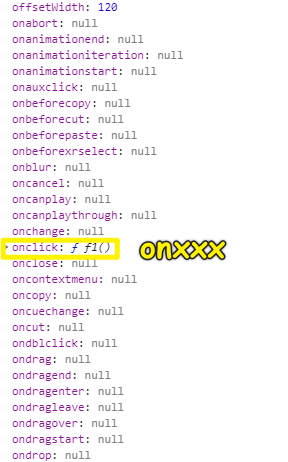 offsetWidth: 120
onabort: null
onanimationend: null
onanimationiteration: null
onanimationstart: null
onauxclick: null
onbeforecopy: null
onbeforecut: null
onbeforepaste: null
onbeforexrselect: null
onblur: null
oncancel: null
oncanplay: null
oncanplaythrough: null
onchange: null
onclick: ƒ ƒ1() onxxx
onclose: null
oncontextmenu: null
oncopy: null
oncuechange: null
oncut: null
ondblclick: null
ondrag: null
ondragend: null
ondragenter: null
ondragleave: null
ondragover: null
ondragstart: null
ondrop: null